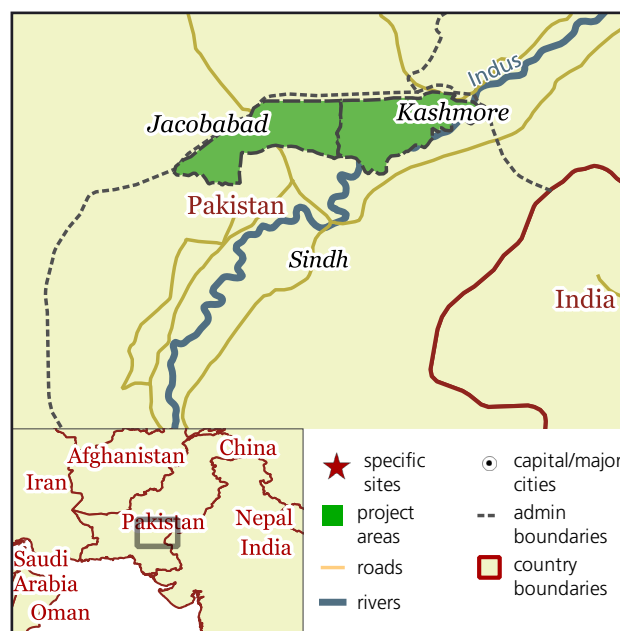 Indus
Kashmore
Jacobabad
Pakistan
Sindh
India
China
Afghanistan
Iran
Pakistan
Nepal
India
Saudi
Arabia
Oman
specific
sites
project
areas
roads
rivers
capital/major
cities
admin
boundaries
country
boundaries